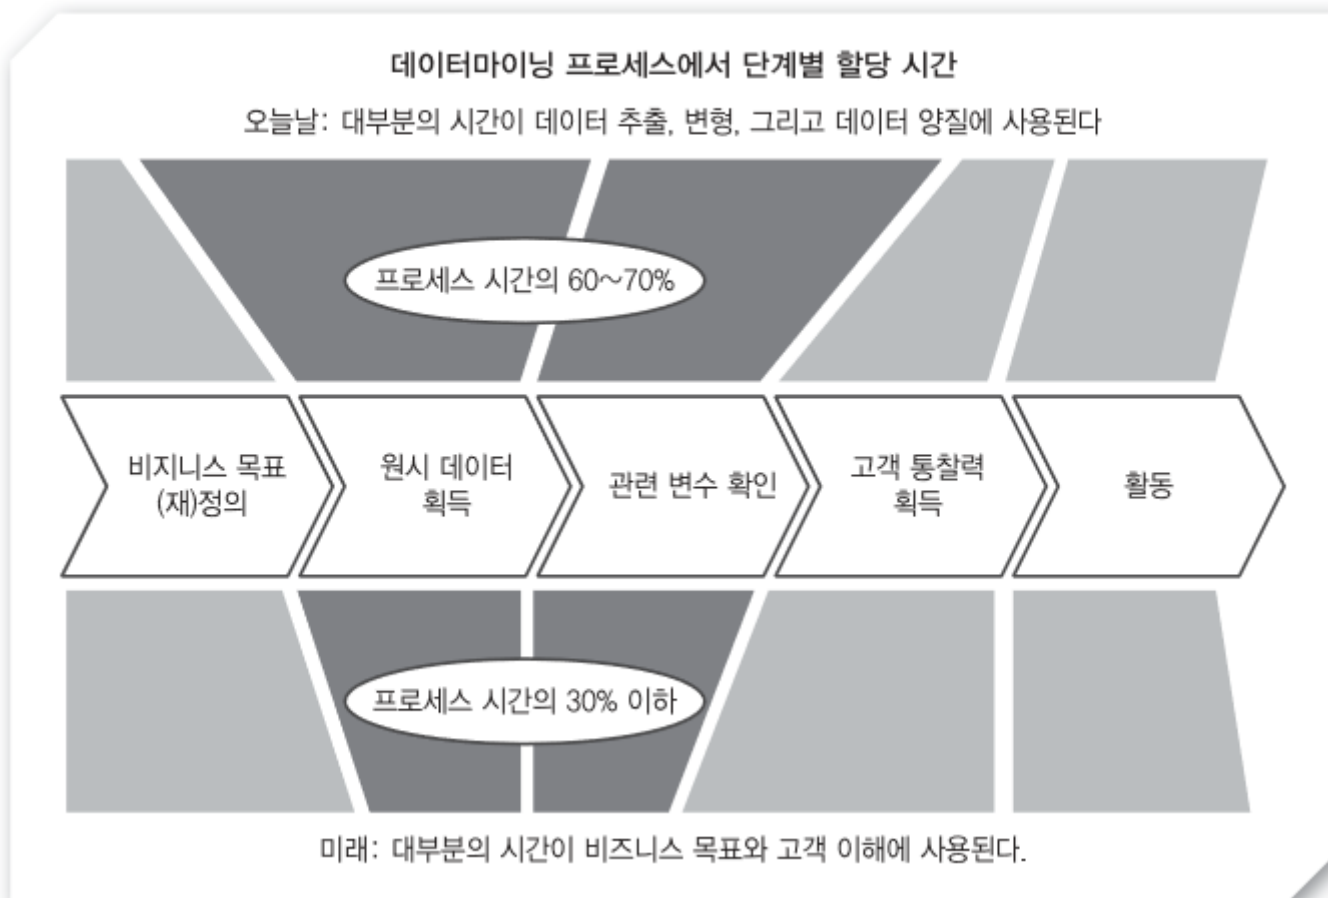 데이터마이닝 프로세스에서 단계별 할당 시간
오늘날: 대부분의 시간이 데이터 추출, 변형, 그리고 데이터 양질에 사용된다
프로세스 시간의 60~70%
비지니스 목표
(재)정의
원시 데이터
획득
관련 변수 확인
고객 통찰력
획득
활동
프로세스 시간의 30% 이하
미래: 대부분의 시간이 비즈니스 목표와 고객 이해에 사용된다.